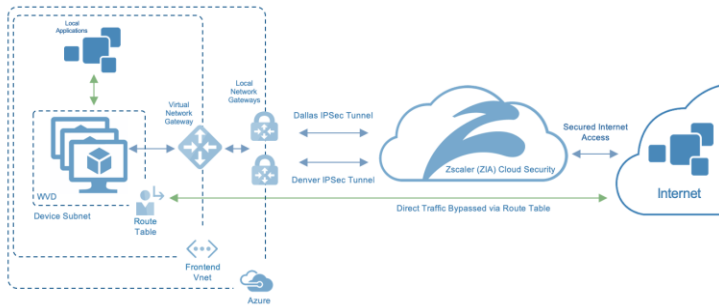 Local
Applications
Virtual
Network
Gateway
Local
Network
Gateways
Dallas IPSec Tunnel
Denver IPSec Tunnel
Zscaler (ZIA) Cloud Security
Secured Internet
Access
Internet
WVD
Device Subnet
Route
Table
Direct Traffic Bypassed via Route Table
Frontend
Vnet
Azure